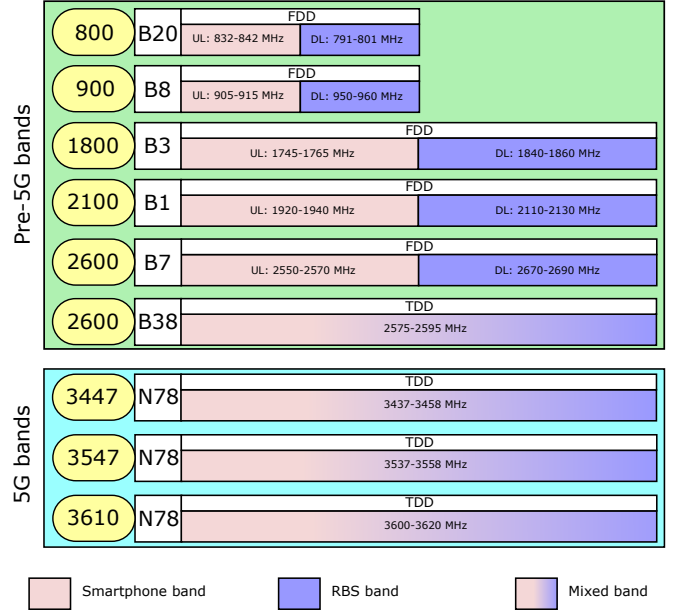 Pre-5G bands
800 B20 FDD
UL: 832-842 MHz DL: 791-801 MHz
900 B8 FDD
UL: 905-915 MHz DL: 950-960 MHz
1800 B3 FDD
UL: 1745-1765 MHz DL: 1840-1860 MHz
2100 B1 FDD
UL: 1920-1940 MHz DL: 2110-2130 MHz
2600 B7 FDD
UL: 2550-2570 MHz DL: 2670-2690 MHz
2600 B38 TDD
2575-2595 MHz
5G bands
3447 N78 TDD
3437-3458 MHz
3547 N78 TDD
3537-3558 MHz
3610 N78 TDD
3600-3620 MHz
Smartphone band RBS band Mixed band